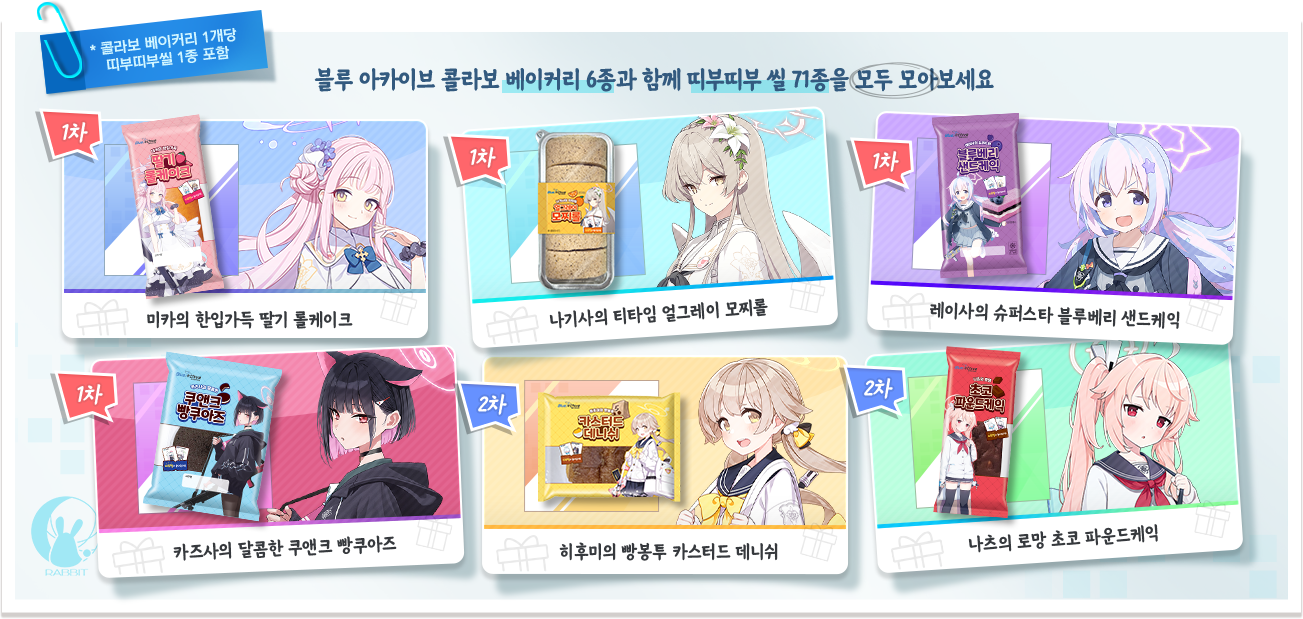 * 콜라보 베이커리 1개당
띠부띠부씰 1종 포함
블루 아카이브 콜라보 베이커리 6종과 함께 띠부띠부 씰 71종을 모두 모아보세요
1차
딸기
롤케이크
미카의 한입가득 딸기 롤케이크
1차
얼그레이
모찌롤
나기사의 티타임 얼그레이 모찌롤
1차
블루베리
샌드케익
레이사의 슈퍼스타 블루베리 샌드케익
1차
쿠앤크
빵쿠아즈
카즈사의 달콤한 쿠앤크 빵쿠아즈
2차
카스터드
데니쉬
히후미의 빵봉투 카스터드 데니쉬
2차
초코
파운드케익
나츠의 로망 초코 파운드케익
RABBIT